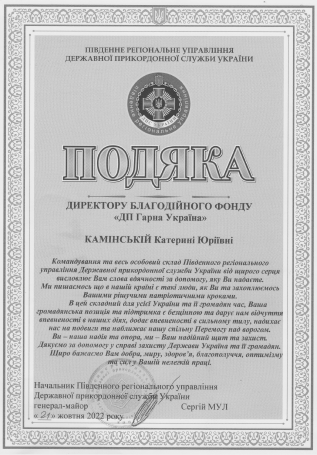 ПІВДЕННЕ РЕГІОНАЛЬНЕ УПРАВЛІННЯ
ДЕРЖАВНОЇ ПРИКОРДОННОЇ СЛУЖБИ УКРАЇНИ
ПОДЯКА
ДИРЕКТОРУ БЛАГОДІЙНОГО ФОНДУ
«ДП Гарна Україна»
КАМІНСЬКІЙ Катерині Юріївні
Командування та весь особовий склад Південного регіонального
управління Державної прикордонної служби України від щирого серця
висловлює Вам слова вдячності за допомогу, яку Ви надаєте.
Ми пишаємося що в нашій країні є такі люди, як Ви та захоплюємось
Вашими рішучими патріотичними кроками.
В цей складний для усієї України та її громадян час, Ваша
громадянська позиція та підтримка є безцінною та дарує нам відчуття
впевненості в наших діях, додає впевненості в сильному тилу, надихає
нас на подвиги та наближає нашу спільну Перемогу над ворогом.
Ви – наша надія та опора, ми – Ваш надійний щит та захист.
Дякуємо за допомогу у справі захисту Держави Україна та її громадян.
Щиро бажаємо Вам добра, миру, здоров'я, благополуччя, оптимізму
та сил у Вашій нелегкій праці.
Начальник Південного регіонального управління
Державної прикордонної служби України
генерал-майор Сергій МУЛ
«21» жовтня 2022 року